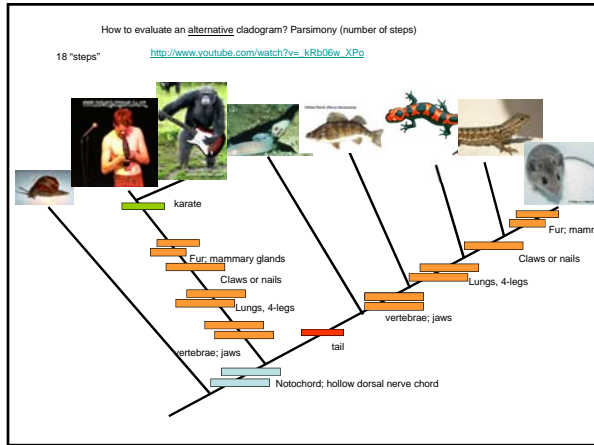 How to evaluate an alternative cladogram? Parsimony (number of steps)
18 "steps"
http://www.youtube.com/watch?v=_kRb06w_XPo
karate
Fur; mammary glands
Fur; mamm
Claws or nails
Claws or nails
Lungs, 4-legs
Lungs, 4-legs
vertebrae; jaws
tail
vertebrae; jaws
Notochord; hollow dorsal nerve chord